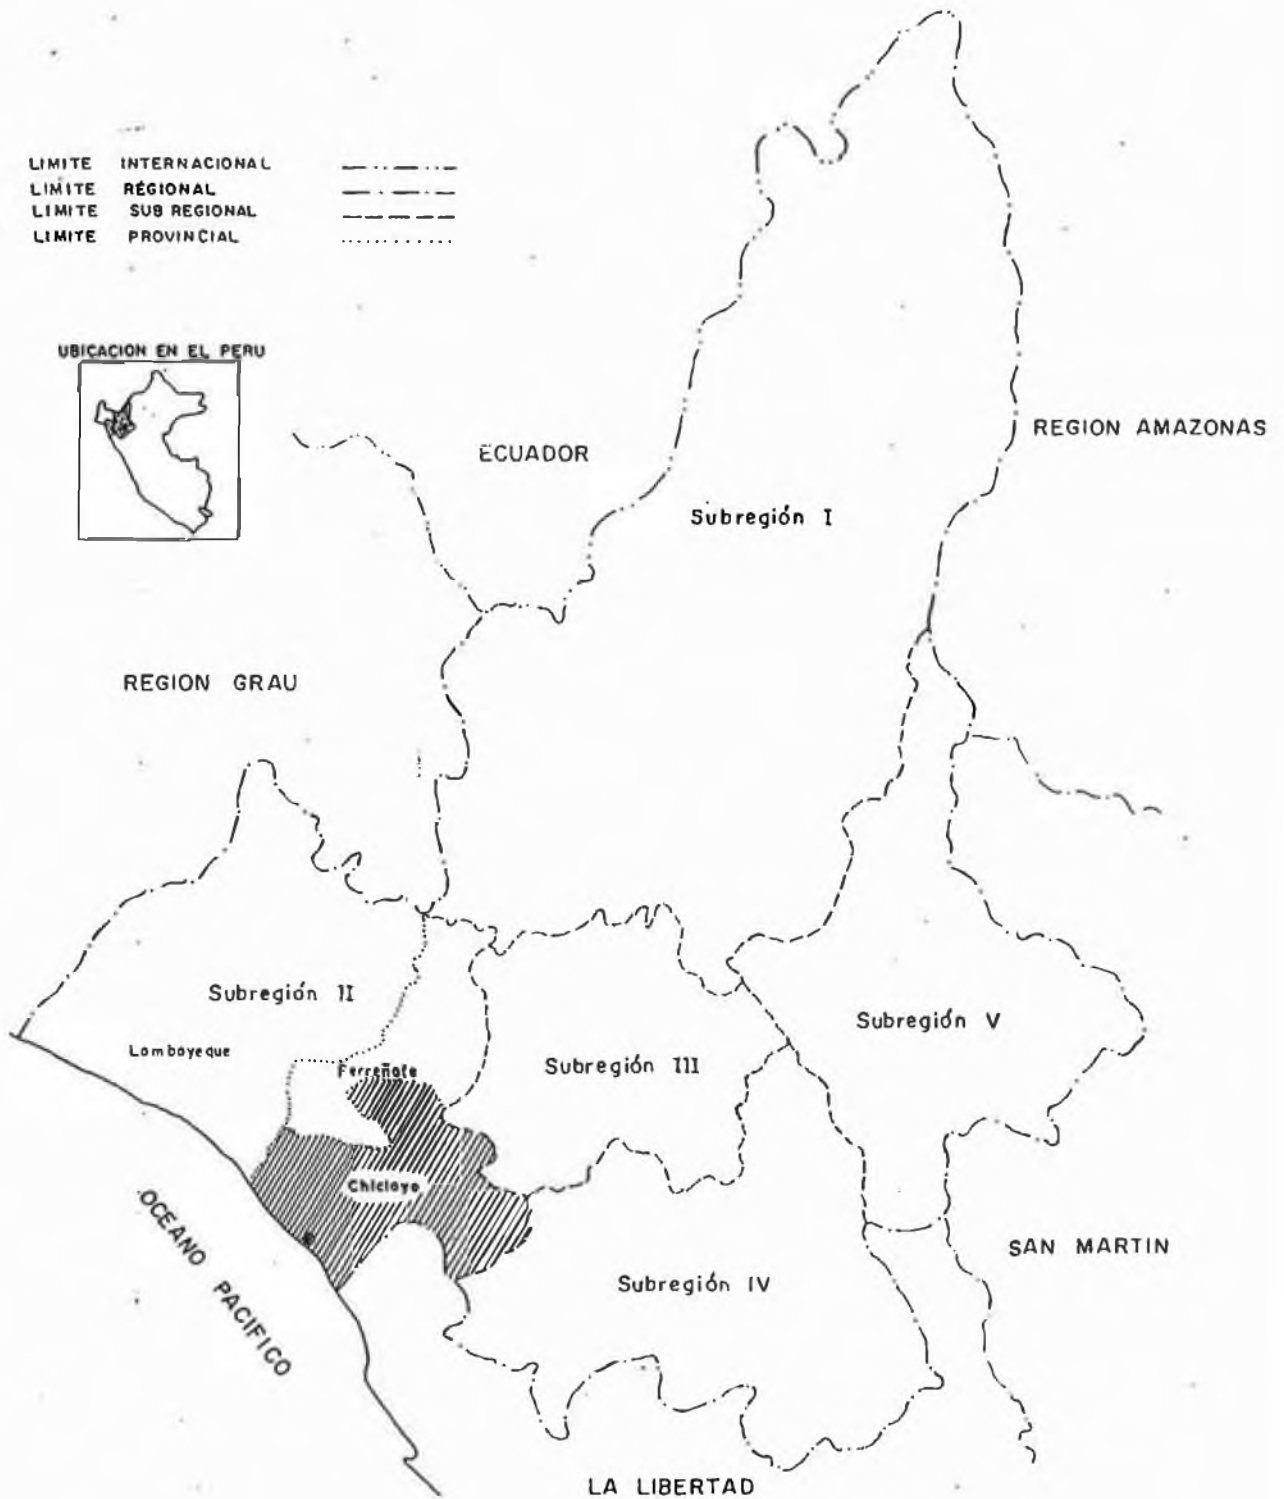 LIMITE INTERNACIONAL
LIMITE RÉGIONAL
LIMITE SUB REGIONAL
LIMITE PROVINCIAL
UBICACION EN EL PERU
ECUADOR
REGION AMAZONAS
Subregión I
REGION GRAU
Subregión II
Lambayeque
Ferreñafe
Subregión III
Subregión V
Chiclayo
OCEANO PACIFICO
SAN MARTIN
Subregión IV
LA LIBERTAD